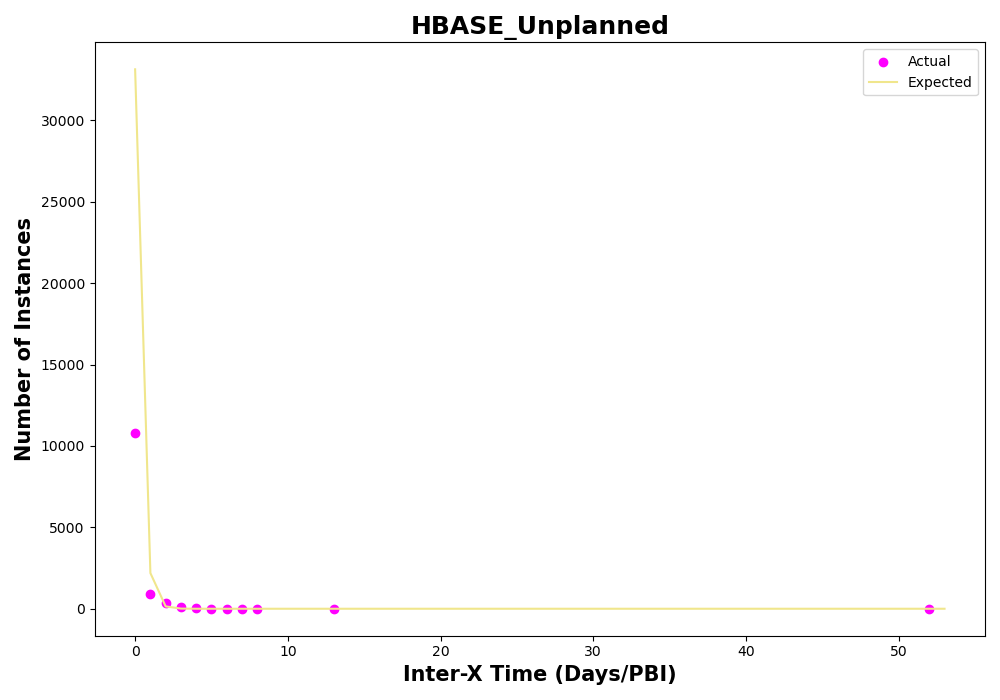 HBASE_Unplanned
Actual
Expected
30000
25000
20000
15000
10000
5000
0
Number of Instances
0 10 20 30 40 50
Inter-X Time (Days/PBI)